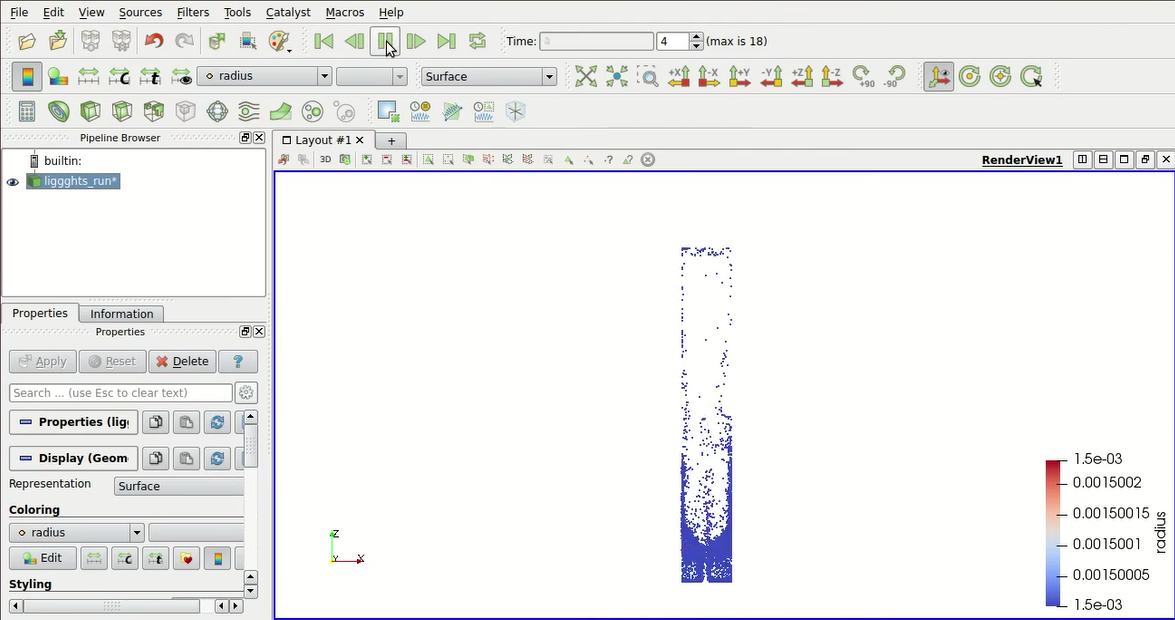 File Edit View Sources Filters Tools Catalyst Macros Help
Time: 4 (max is 18)
radius Surface +X -X +Y -Y +Z -Z +90 -90
Pipeline Browser
Layout #1 +
builtin:
3D RenderView1
liggghts_run*
Properties Information
Properties
Apply Reset Delete ?
Search ... (use Esc to clear text)
Properties (lig
Display (Geom
Representation Surface
Coloring
radius
Edit
Styling
Z
Y X
1.5e-03
0.0015002
0.00150015
0.0015001
0.00150005
1.5e-03
radius